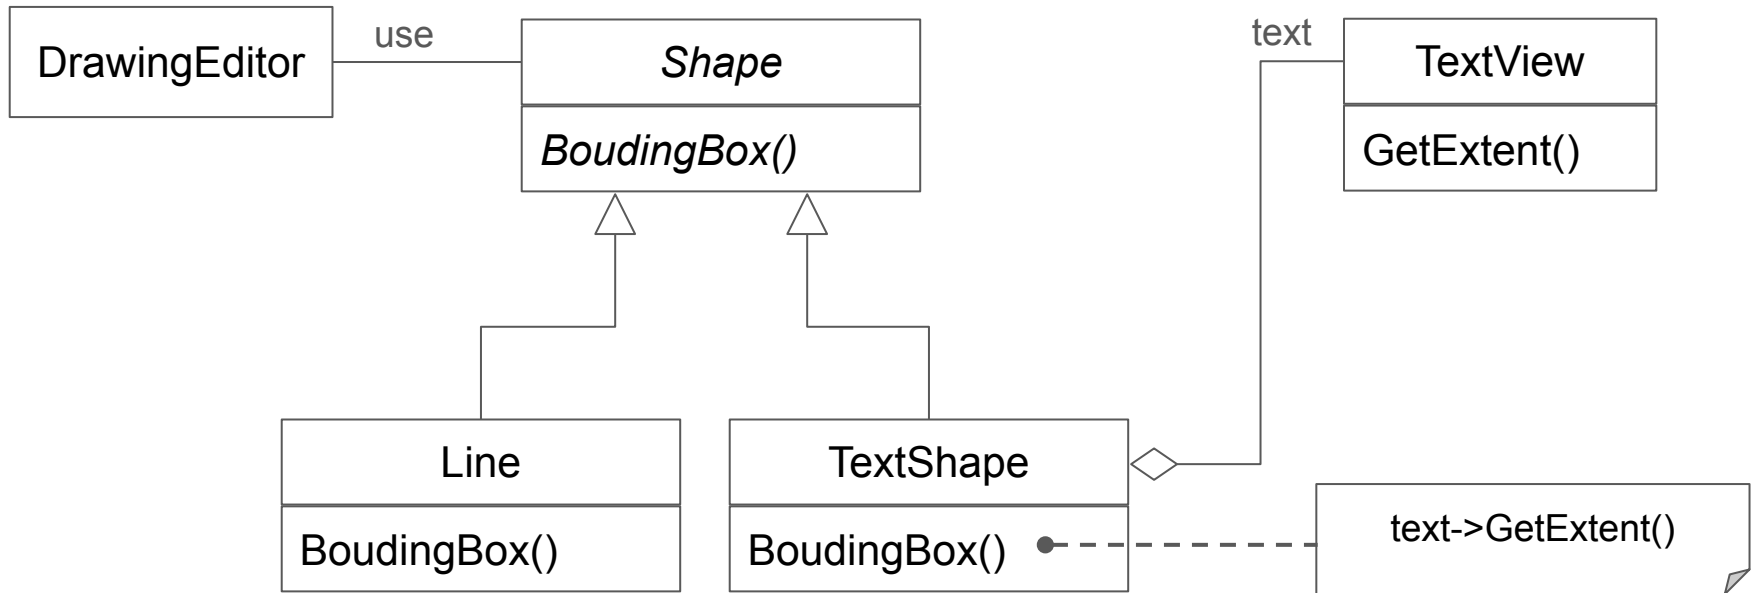 DrawingEditor
use
Shape
BoudingBox()
text
TextView
GetExtent()
Line
BoudingBox()
TextShape
BoudingBox()
text->GetExtent()